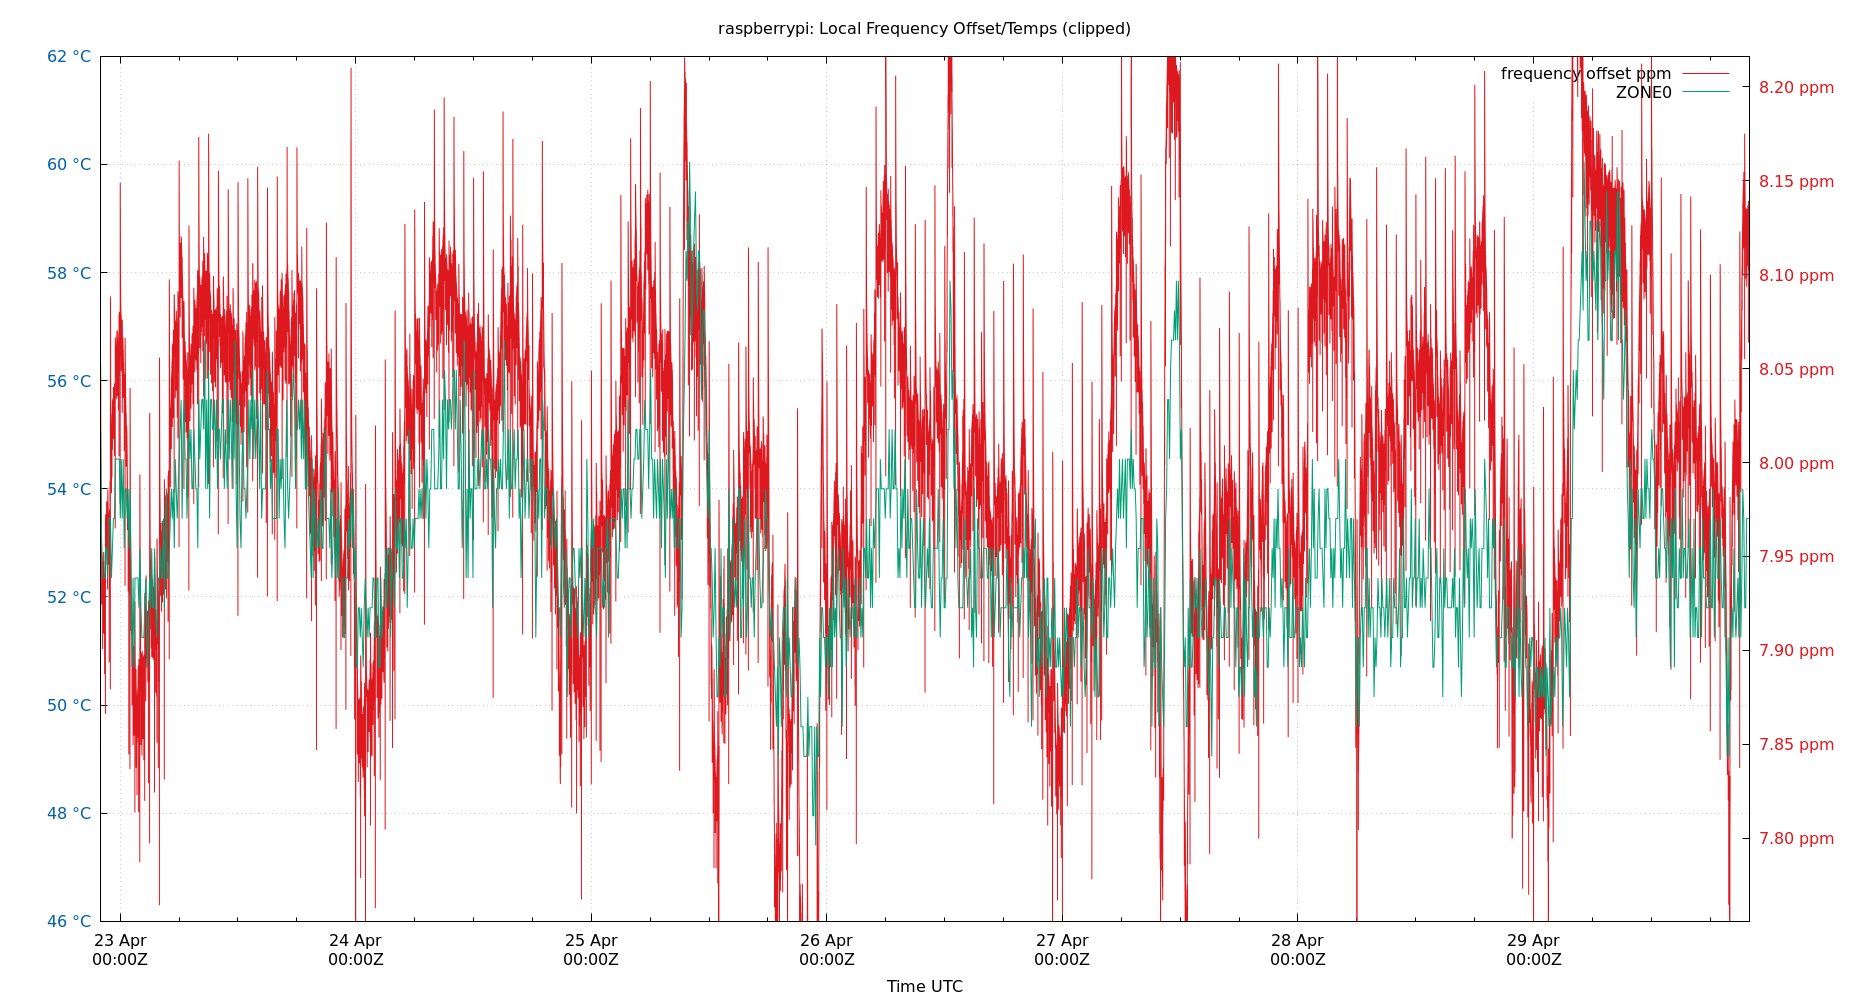 raspberrypi: Local Frequency Offset/Temps (clipped)
frequency offset ppm
ZONE0
62 °C
60 °C
58 °C
56 °C
54 °C
52 °C
50 °C
48 °C
46 °C
8.20 ppm
8.15 ppm
8.10 ppm
8.05 ppm
8.00 ppm
7.95 ppm
7.90 ppm
7.85 ppm
7.80 ppm
23 Apr
00:00Z
24 Apr
00:00Z
25 Apr
00:00Z
26 Apr
00:00Z
27 Apr
00:00Z
28 Apr
00:00Z
29 Apr
00:00Z
Time UTC